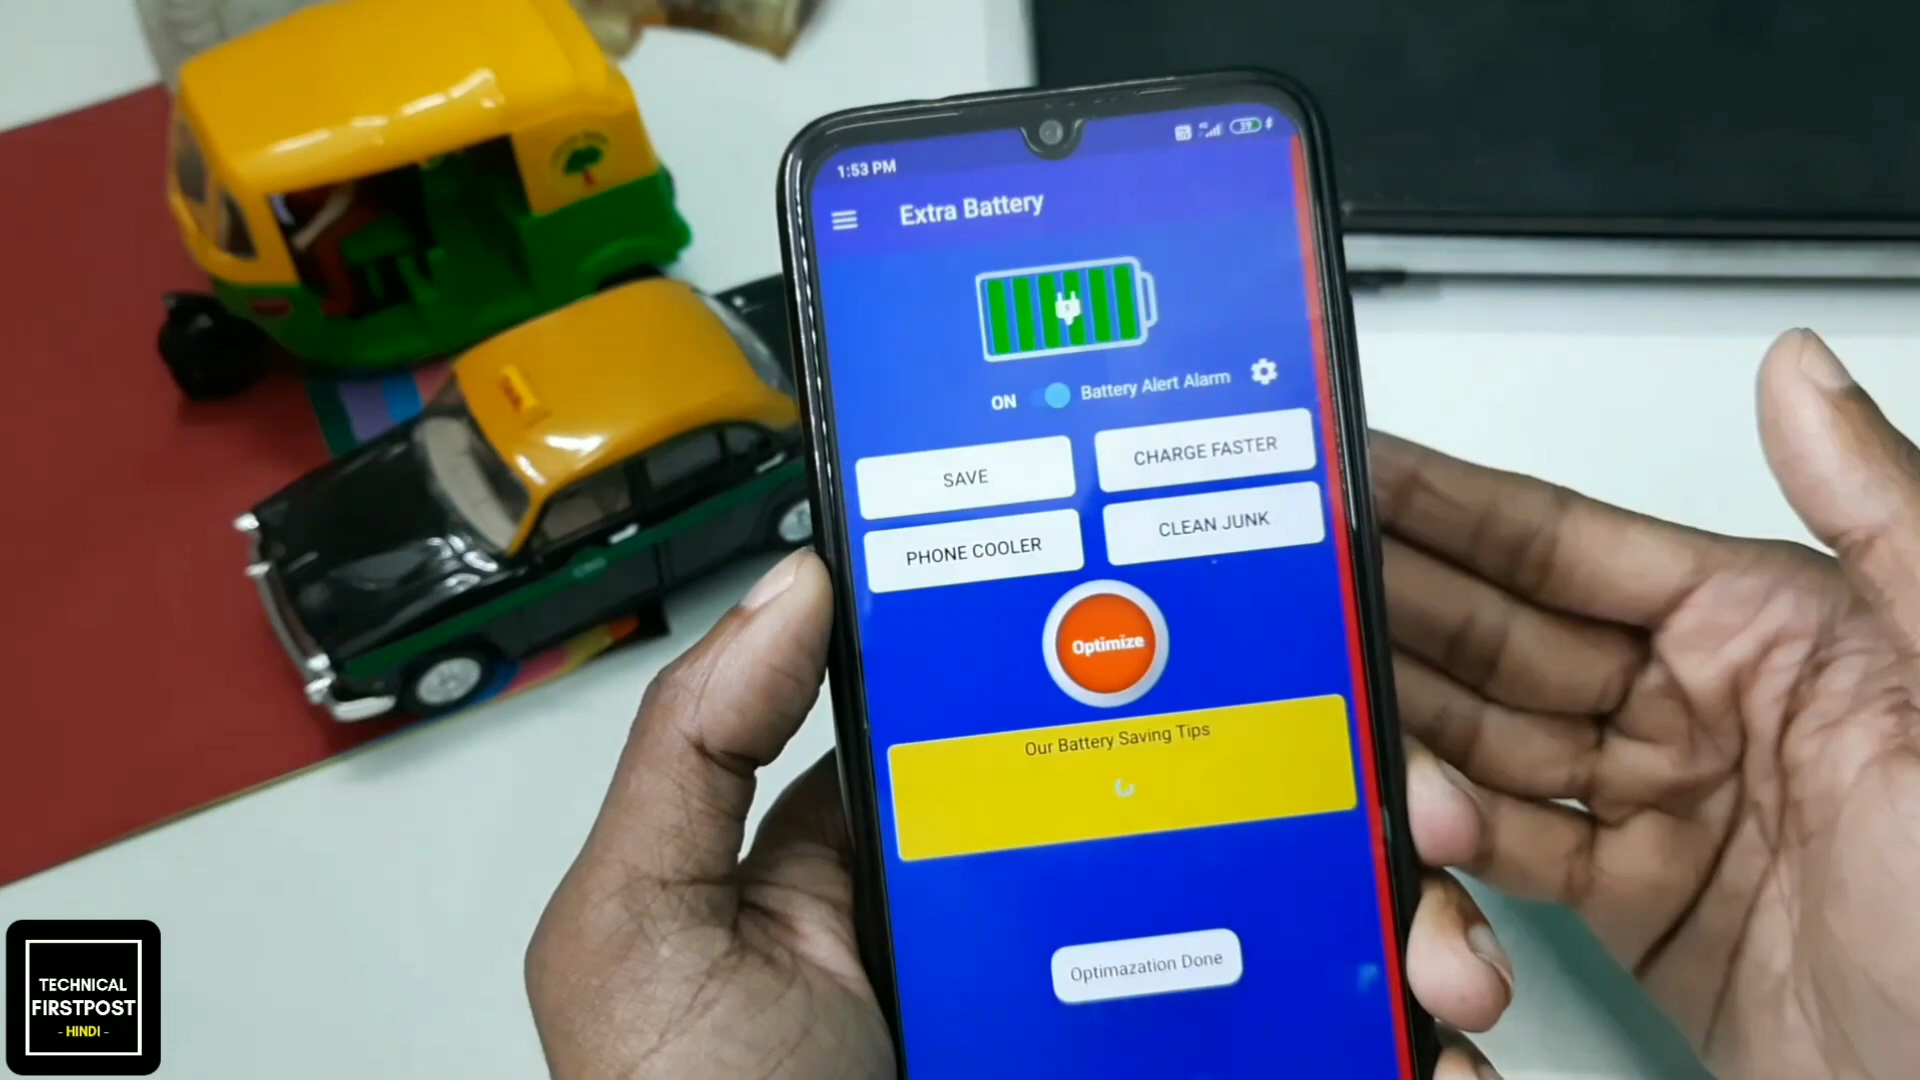 1:53 PM
39
Extra Battery
ON
Battery Alert Alarm
SAVE
CHARGE FASTER
PHONE COOLER
CLEAN JUNK
Optimize
Our Battery Saving Tips
Optimazation Done
TECHNICAL
FIRSTPOST
- HINDI -